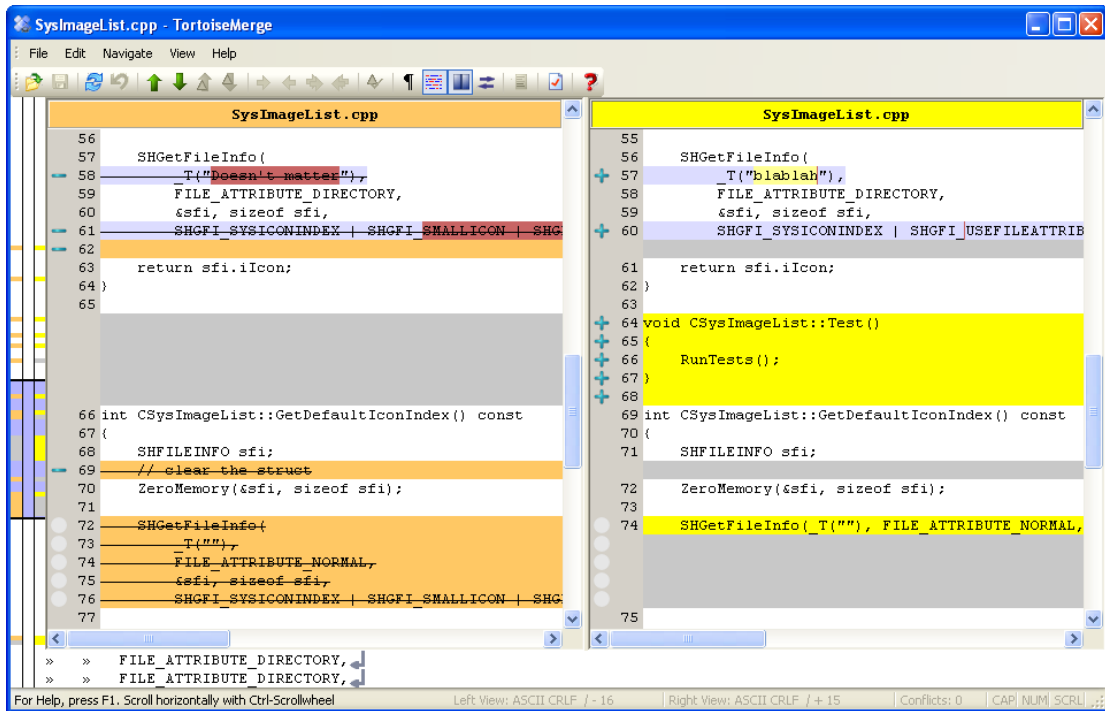 SysImageList.cpp - TortoiseMerge
File Edit Navigate View Help
SysImageList.cpp
56
57 SHGetFileInfo(
58 _T("Doesn't matter"),
59 FILE_ATTRIBUTE_DIRECTORY,
60 &sfi, sizeof sfi,
61 SHGFI_SYSICONINDEX | SHGFI_SMALLICON | SHG
62
63 return sfi.iIcon;
64 }
65
66 int CSysImageList::GetDefaultIconIndex() const
67 {
68 SHFILEINFO sfi;
69 // clear the struct
70 ZeroMemory(&sfi, sizeof sfi);
71
72 SHGetFileInfo(
73 _T(""),
74 FILE_ATTRIBUTE_NORMAL,
75 &sfi, sizeof sfi,
76 SHGFI_SYSICONINDEX | SHGFI_SMALLICON | SHG
77
SysImageList.cpp
55
56 SHGetFileInfo(
57 _T("blablah"),
58 FILE_ATTRIBUTE_DIRECTORY,
59 &sfi, sizeof sfi,
60 SHGFI_SYSICONINDEX | SHGFI_USEFILEATTRIB
61 return sfi.iIcon;
62 }
63
64 void CSysImageList::Test()
65 {
66 RunTests();
67 }
68
69 int CSysImageList::GetDefaultIconIndex() const
70 {
71 SHFILEINFO sfi;
72 ZeroMemory(&sfi, sizeof sfi);
73
74 SHGetFileInfo(_T(""), FILE_ATTRIBUTE_NORMAL,
75
» » FILE_ATTRIBUTE_DIRECTORY,
» » FILE_ATTRIBUTE_DIRECTORY,
For Help, press F1. Scroll horizontally with Ctrl-Scrollwheel Left View: ASCII CRLF / - 16 Right View: ASCII CRLF / + 15 Conflicts: 0 CAP NUM SCRL